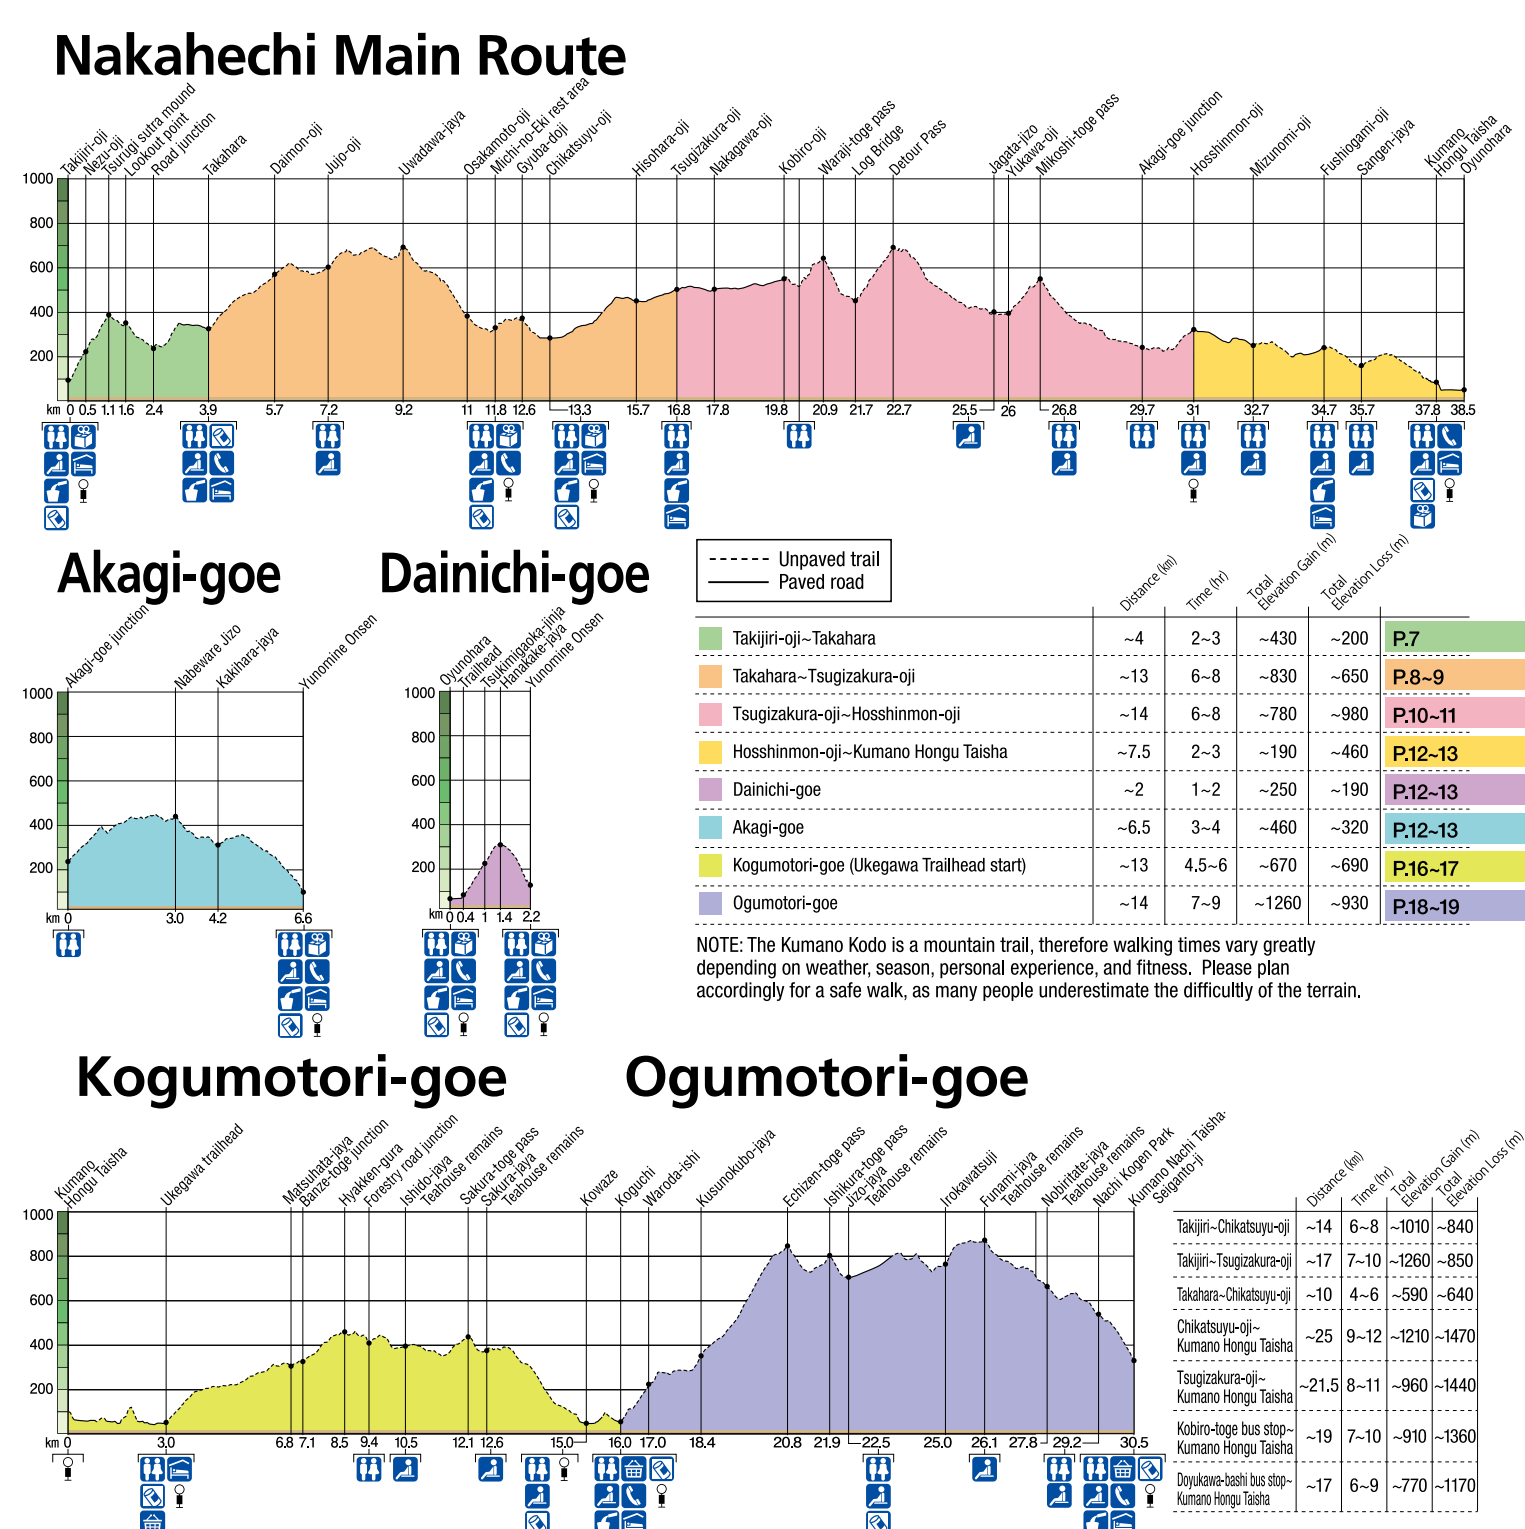 Nakahechi Main Route
Takijiri-oji
Nezu-oji
Tsurugi sutra mound
Lookout point
Road junction
Takahara
Daimon-oji
Jujo-oji
Uwadawa-jaya
Osakamoto-oji
Michi-no-Eki rest area
Gyuba-doji
Chikatsuyu-oji
Hisohara-oji
Tsugizakura-oji
Nakagawa-oji
Kobiro-oji
Waraji-toge pass
Log Bridge
Detour Pass
Jagata-jizo
Yukawa-oji
Mikoshi-toge pass
Akagi-goe junction
Hosshinmon-oji
Mizunomi-oji
Fushiogami-oji
Sangen-jaya
Kumano
Hongu Taisha
Oyunohara
1000
800
600
400
200
km 0 0.5 1.1 1.6 2.4 3.9 5.7 7.2 9.2 11 11.8 12.6 13.3 15.7 16.8 17.8 19.8 20.9 21.7 22.7 25.5 26 26.8 29.7 31 32.7 34.7 35.7 37.8 38.5
Akagi-goe
Akagi-goe junction
Nabeware Jizo
Kakihara-jaya
Yunomine Onsen
1000
800
600
400
200
km 0 3.0 4.2 6.6
Dainichi-goe
Oyunohara
Trailhead
Tsukimigaoka-jinja
Hanakake-jaya
Yunomine Onsen
1000
800
600
400
200
km 0 0.4 1 1.4 2.2
Unpaved trail
Paved road
Distance (km)
Time (hr)
Total
Elevation Gain (m)
Total
Elevation Loss (m)
Takijiri-oji~Takahara ~4 2~3 ~430 ~200 P.7
Takahara~Tsugizakura-oji ~13 6~8 ~830 ~650 P.8~9
Tsugizakura-oji~Hosshinmon-oji ~14 6~8 ~780 ~980 P.10~11
Hosshinmon-oji~Kumano Hongu Taisha ~7.5 2~3 ~190 ~460 P.12~13
Dainichi-goe ~2 1~2 ~250 ~190 P.12~13
Akagi-goe ~6.5 3~4 ~460 ~320 P.12~13
Kogumotori-goe (Ukegawa Trailhead start) ~13 4.5~6 ~670 ~690 P.16~17
Ogumotori-goe ~14 7~9 ~1260 ~930 P.18~19
NOTE: The Kumano Kodo is a mountain trail, therefore walking times vary greatly
depending on weather, season, personal experience, and fitness. Please plan
accordingly for a safe walk, as many people underestimate the difficultly of the terrain.
Kogumotori-goe
Ogumotori-goe
Kumano
Hongu Taisha
Ukegawa trailhead
Matsuhata-jaya
Banze-toge junction
Hyakken-gura
Forestry road junction
Ishido-jaya
Teahouse remains
Sakura-toge pass
Sakura-jaya
Teahouse remains
Kowaze
Koguchi
Waroda-ishi
Kusunokubo-jaya
Echizen-toge pass
Ishikura-toge pass
Jizo-jaya
Teahouse remains
Irokawatsuji
Funami-jaya
Teahouse remains
Nobiritate-jaya
Teahouse remains
Nachi Kogen Park
Kumano Nachi Taisha-
Seiganto-ji
1000
800
600
400
200
km 0 3.0 6.8 7.1 8.5 9.4 10.5 12.1 12.6 15.0 16.0 17.0 18.4 20.8 21.9 22.5 25.0 26.1 27.8 29.2 30.5
Distance (km)
Time (hr)
Total
Elevation Gain (m)
Total
Elevation Loss (m)
Takijiri~Chikatsuyu-oji ~14 6~8 ~1010 ~840
Takijiri~Tsugizakura-oji ~17 7~10 ~1260 ~850
Takahara~Chikatsuyu-oji ~10 4~6 ~590 ~640
Chikatsuyu-oji~
Kumano Hongu Taisha ~25 9~12 ~1210 ~1470
Tsugizakura-oji~
Kumano Hongu Taisha ~21.5 8~11 ~960 ~1440
Kobiro-toge bus stop~
Kumano Hongu Taisha ~19 7~10 ~910 ~1360
Doyukawa-bashi bus stop~
Kumano Hongu Taisha ~17 6~9 ~770 ~1170